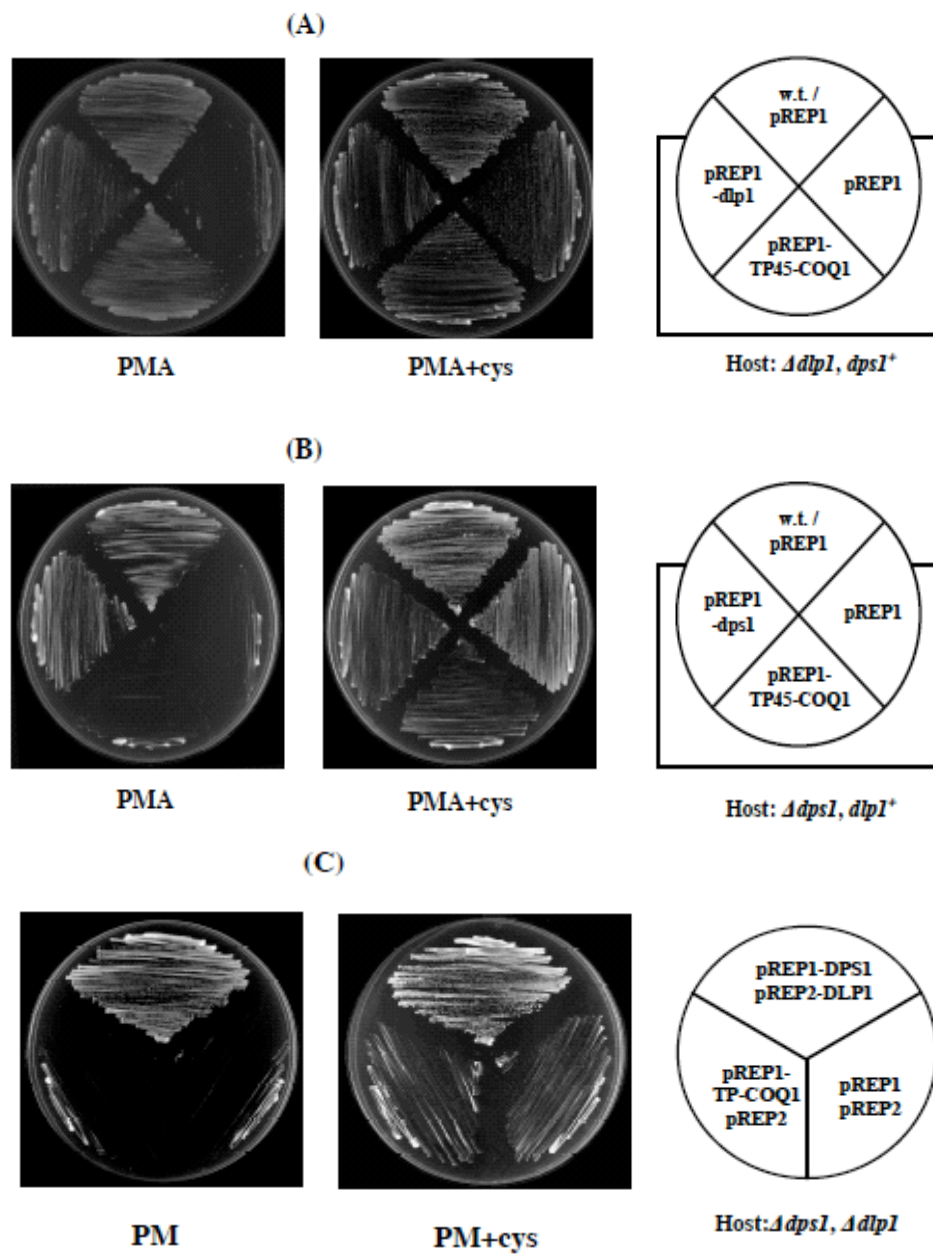 (A)
w.t. /
pREP1
pREP1
-dlp1
pREP1
pREP1-
TP45-COQ1
PMA
PMA+cys
Host: Δdlp1, dps1⁺
(B)
w.t. /
pREP1
pREP1
-dps1
pREP1
pREP1-
TP45-COQ1
PMA
PMA+cys
Host: Δdps1, dlp1⁺
(C)
pREP1-DPS1
pREP2-DLP1
pREP1-
TP-COQ1
pREP2
pREP1
pREP2
PM
PM+cys
Host:Δdps1, Δdlp1